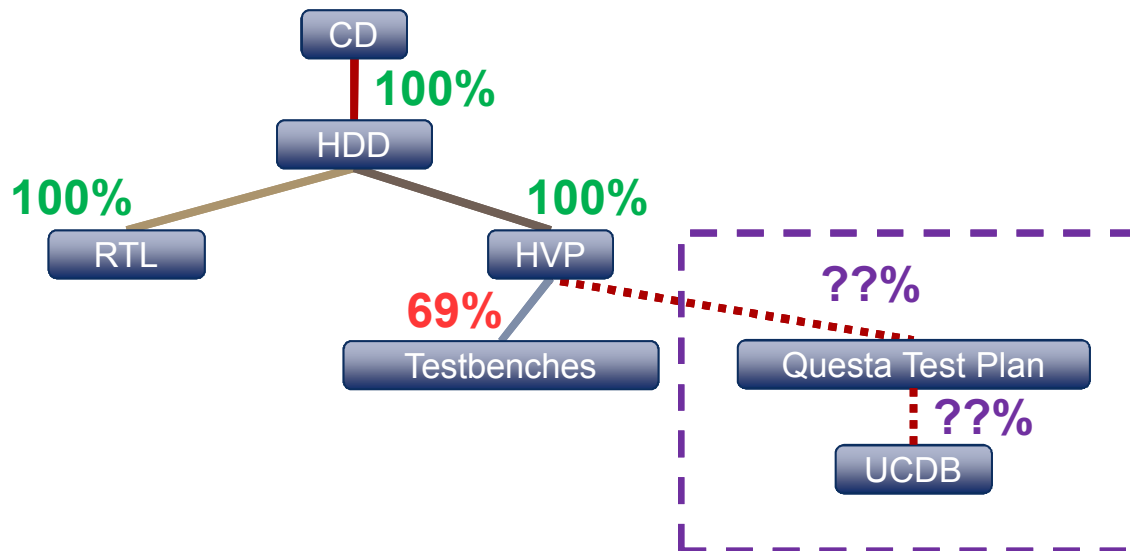 CD
100%
HDD
100%
100%
RTL
HVP
??%
69%
Testbenches
Questa Test Plan
??%
UCDB